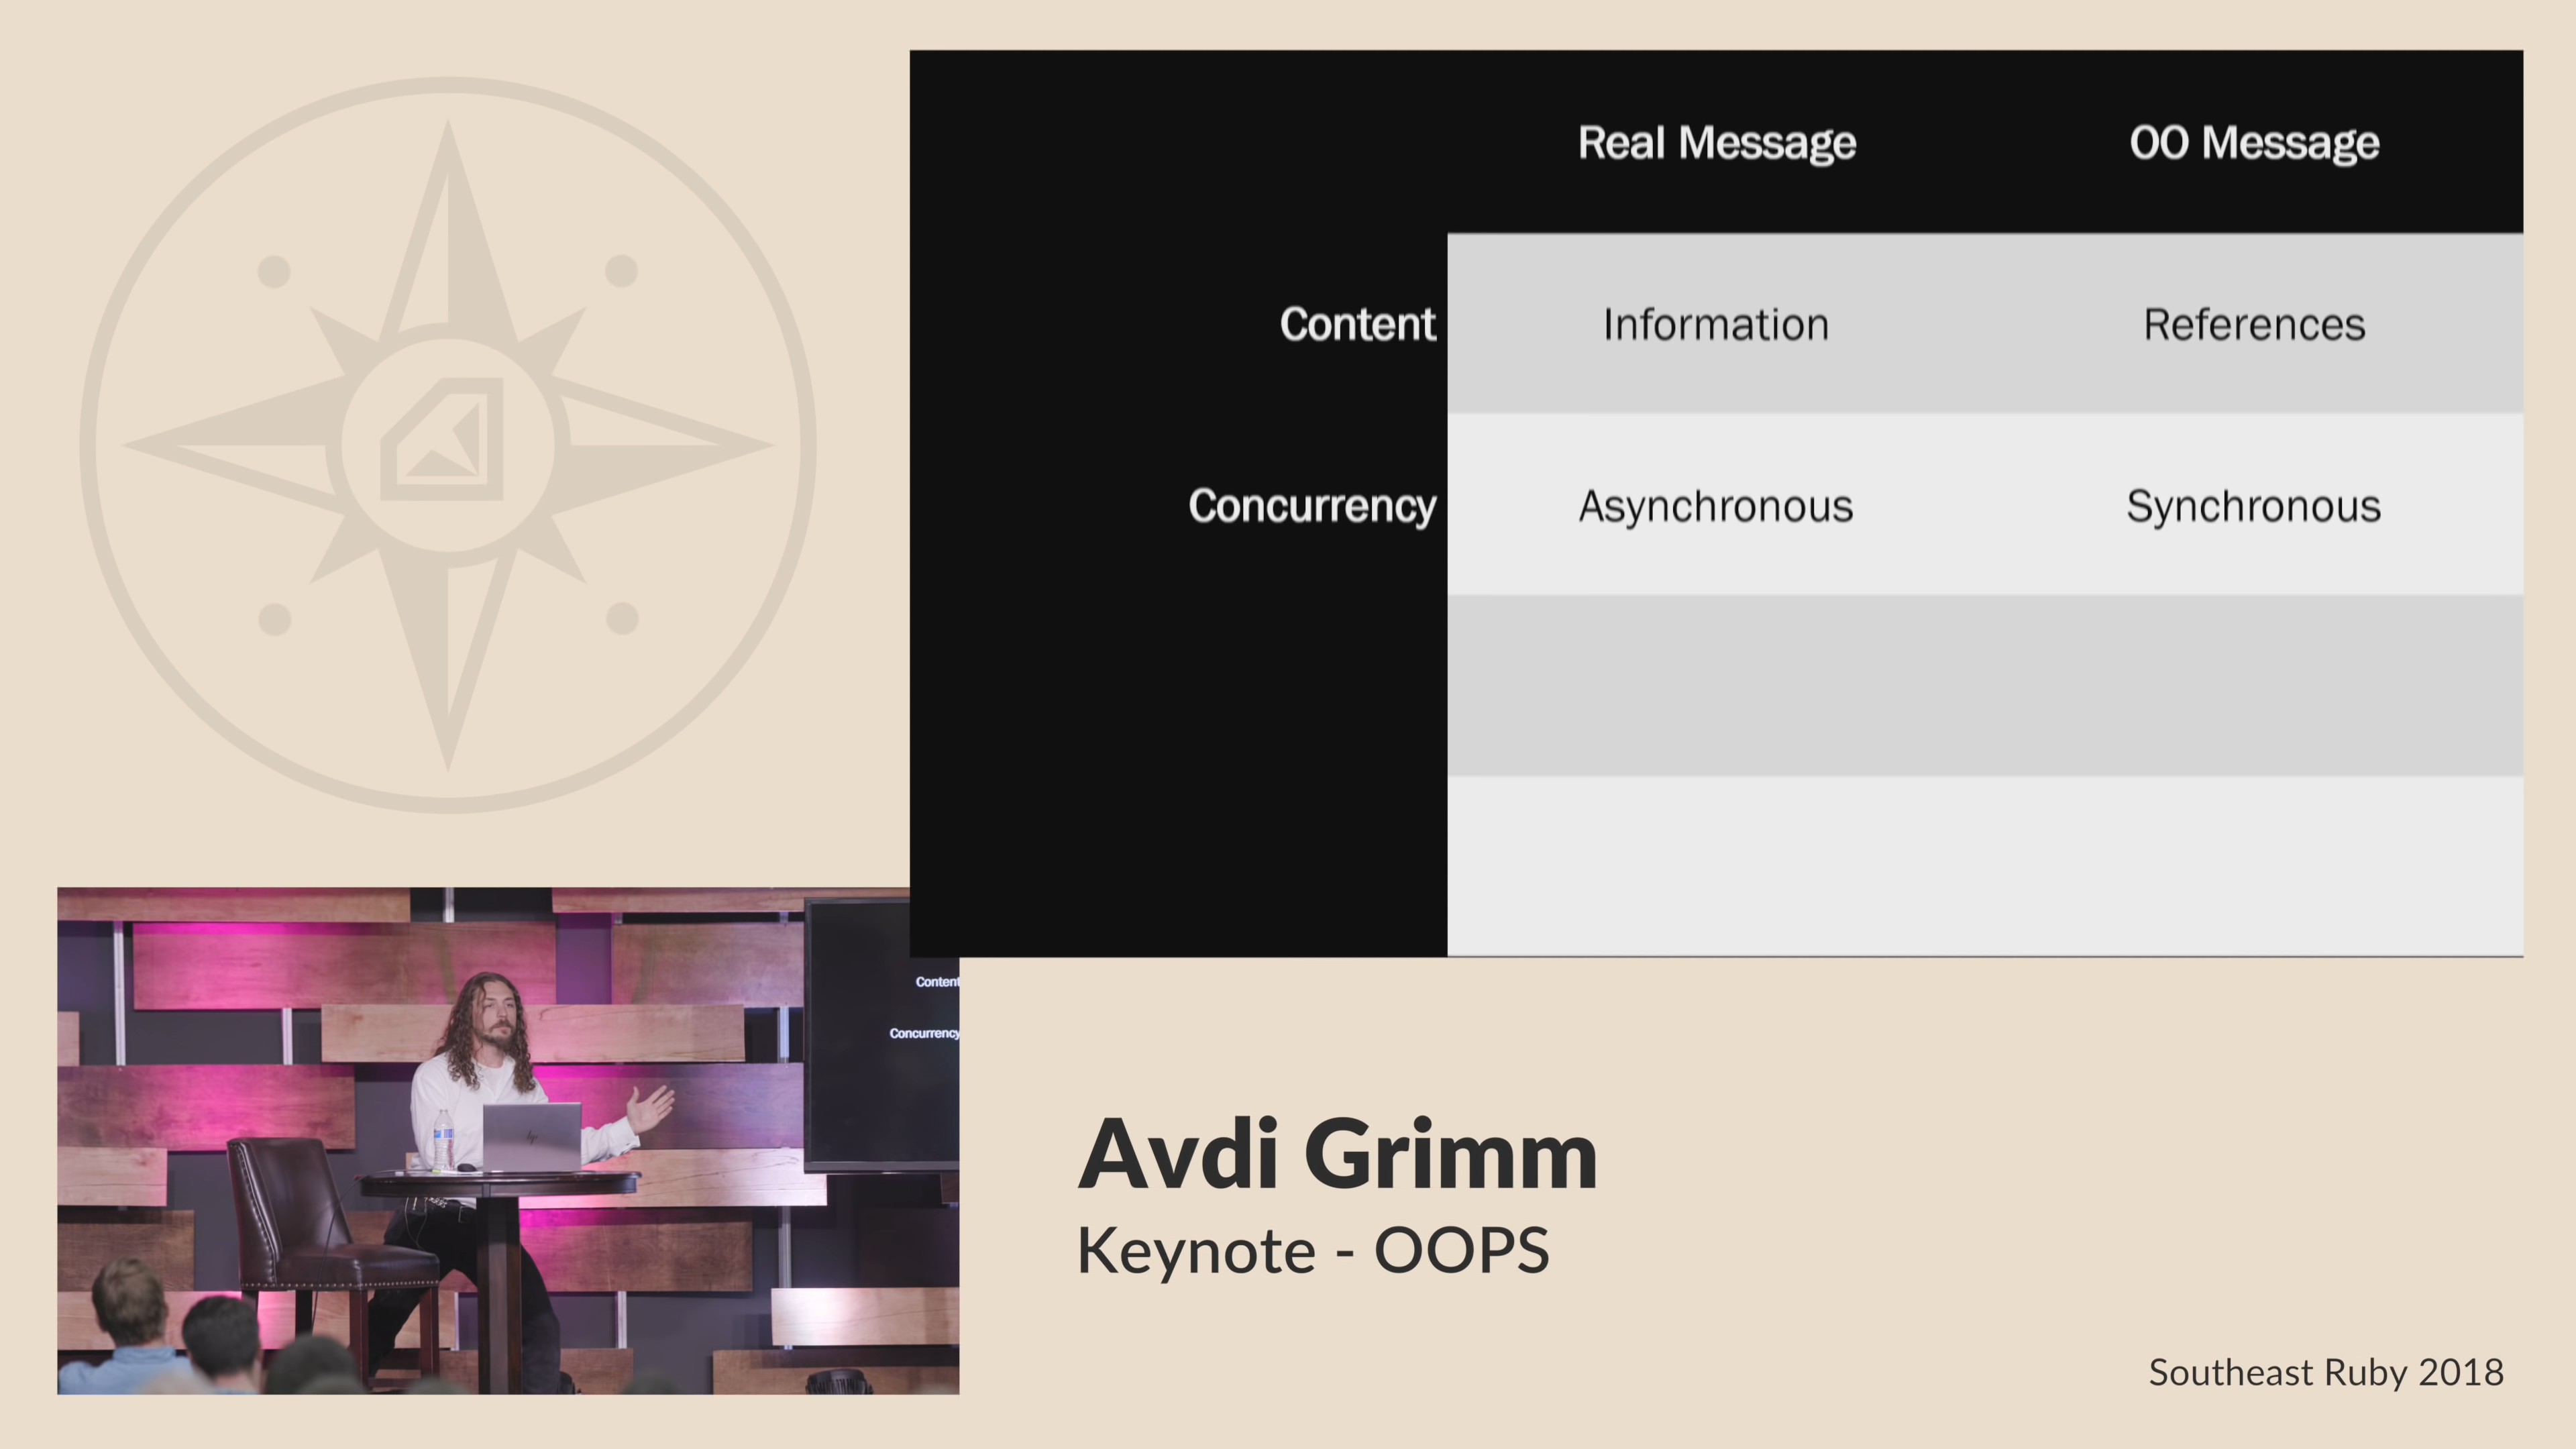 Real Message OO Message
Content Information References
Concurrency Asynchronous Synchronous
Content
Concurrency
Avdi Grimm
Keynote - OOPS
Southeast Ruby 2018